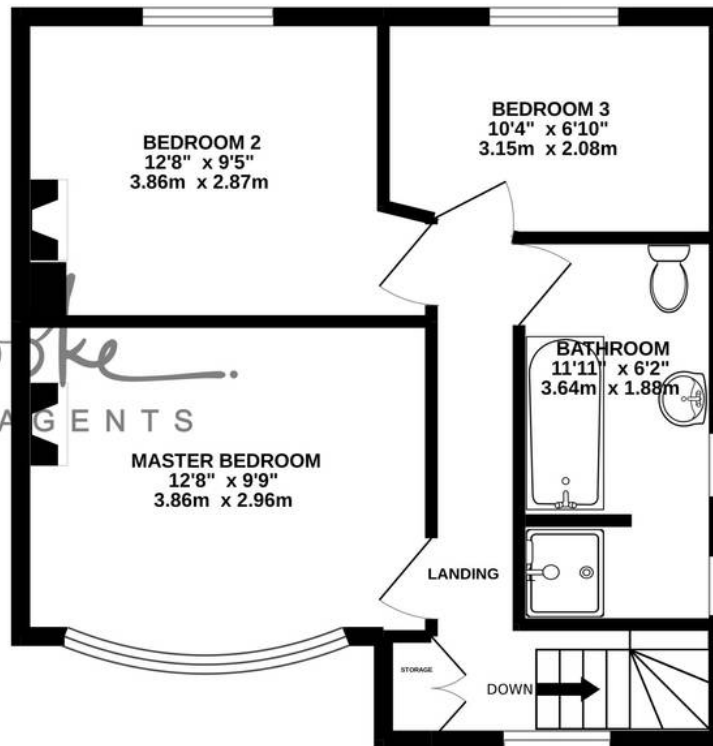 BEDROOM 2
12'8" x 9'5"
3.86m x 2.87m
BEDROOM 3
10'4" x 6'10"
3.15m x 2.08m
BATHROOM
11'11" x 6'2"
3.64m x 1.88m
AGENTS
MASTER BEDROOM
12'8" x 9'9"
3.86m x 2.96m
LANDING
STORAGE
DOWN